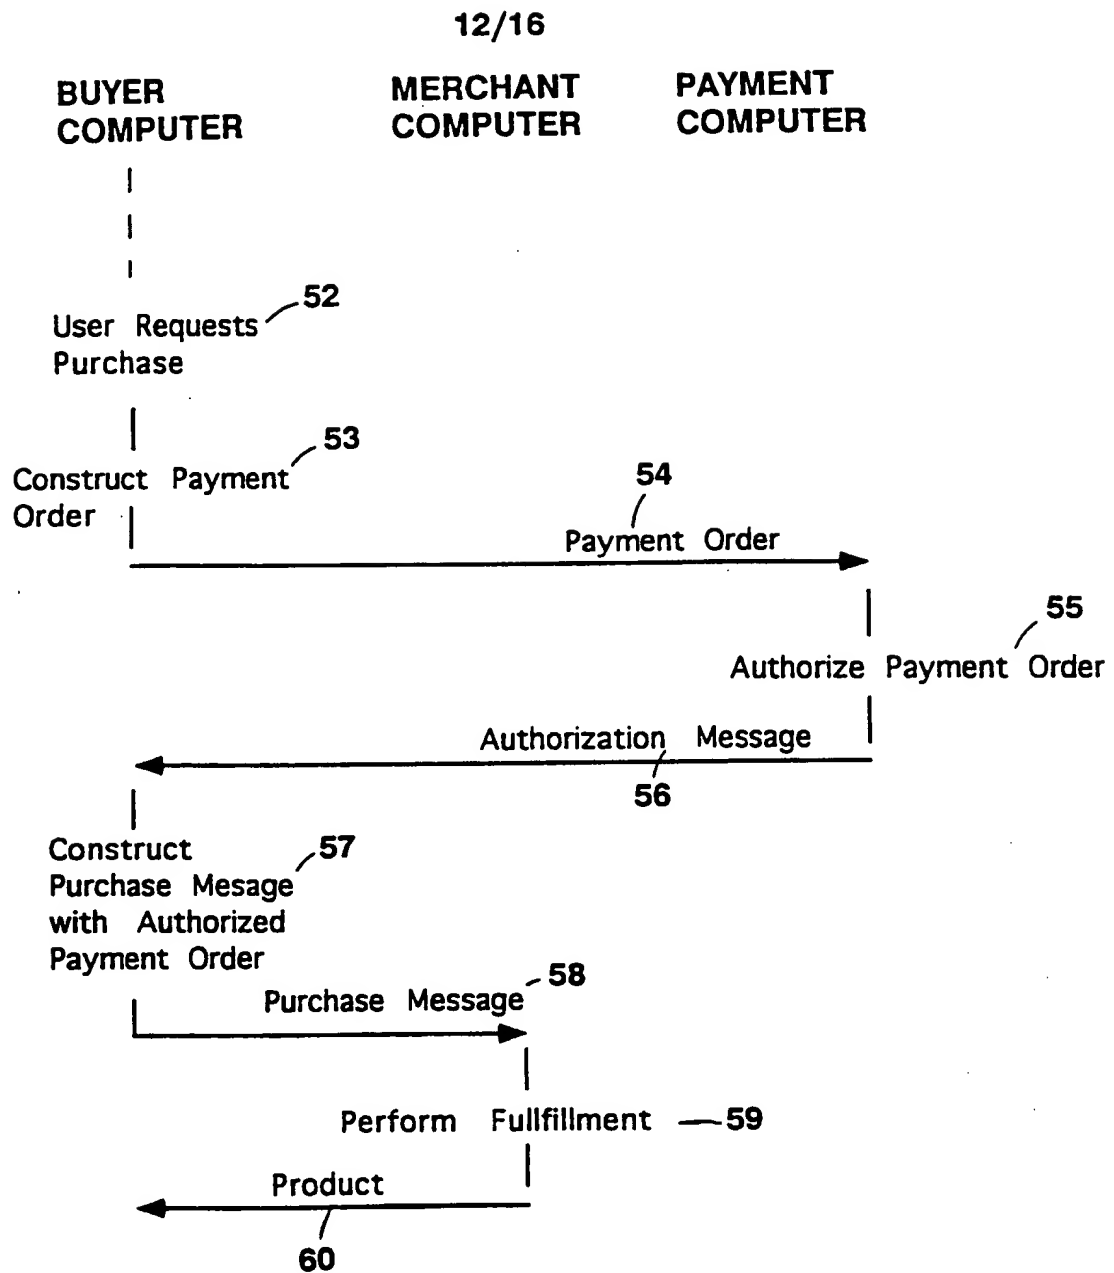 12/16
BUYER
COMPUTER
MERCHANT
COMPUTER
PAYMENT
COMPUTER
52
User Requests
Purchase
53
Construct Payment
Order
54
Payment Order
55
Authorize Payment Order
Authorization Message
56
Construct
57
Purchase Mesage
with Authorized
Payment Order
58
Purchase Message
Perform Fullfillment
59
Product
60